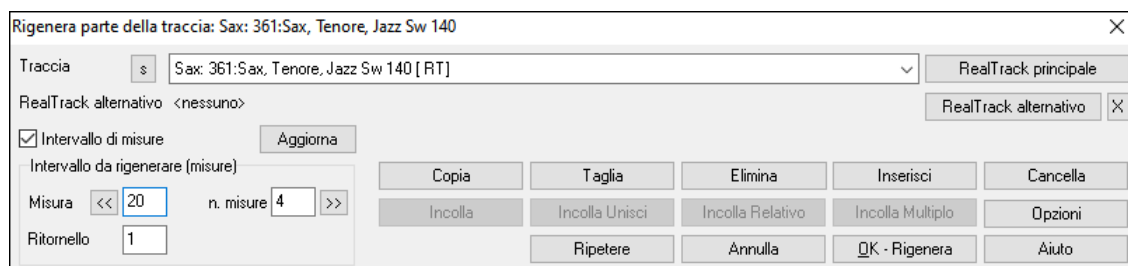 Rigenera parte della traccia: Sax: 361:Sax, Tenore, Jazz Sw 140
Traccia s Sax: 361:Sax, Tenore, Jazz Sw 140 [ RT] RealTrack principale
RealTrack alternativo <nessuno> RealTrack alternativo X
Intervallo di misure Aggiorna
Intervallo da rigenerare (misure)
Copia Taglia Elimina Inserisci Cancella
Misura << 20 n. misure 4 >>
Incolla Incolla Unisci Incolla Relativo Incolla Multiplo Opzioni
Ritornello 1
Ripetere Annulla OK - Rigenera Aiuto